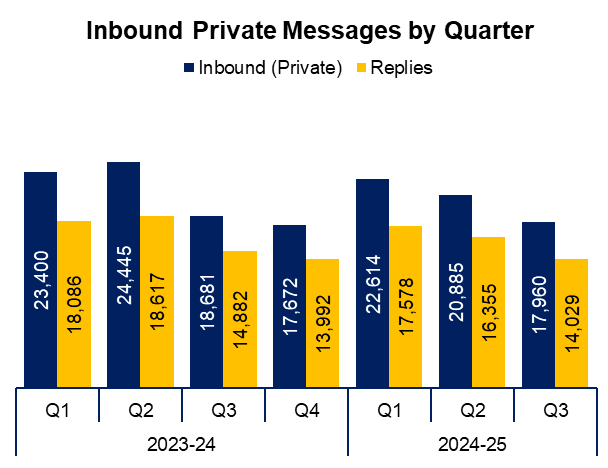 Inbound Private Messages by Quarter
Inbound (Private) Replies
23,400 18,086 24,445 18,617 18,681 14,882 17,672 13,992 22,614 17,578 20,885 16,355 17,960 14,029
Q1 Q2 Q3 Q4 Q1 Q2 Q3
2023-24 2024-25